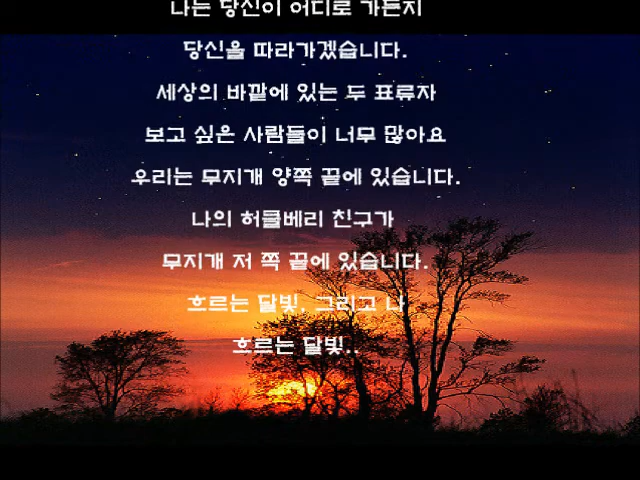 나는 당신이 어디로 가든지
당신을 따라가겠습니다.
세상의 바깥에 있는 두 표류자
보고 싶은 사람들이 너무 많아요
우리는 무지개 양쪽 끝에 있습니다.
나의 허클베리 친구가
무지개 저 쪽 끝에 있습니다.
흐르는 달빛, 그리고 나
흐르는 달빛..